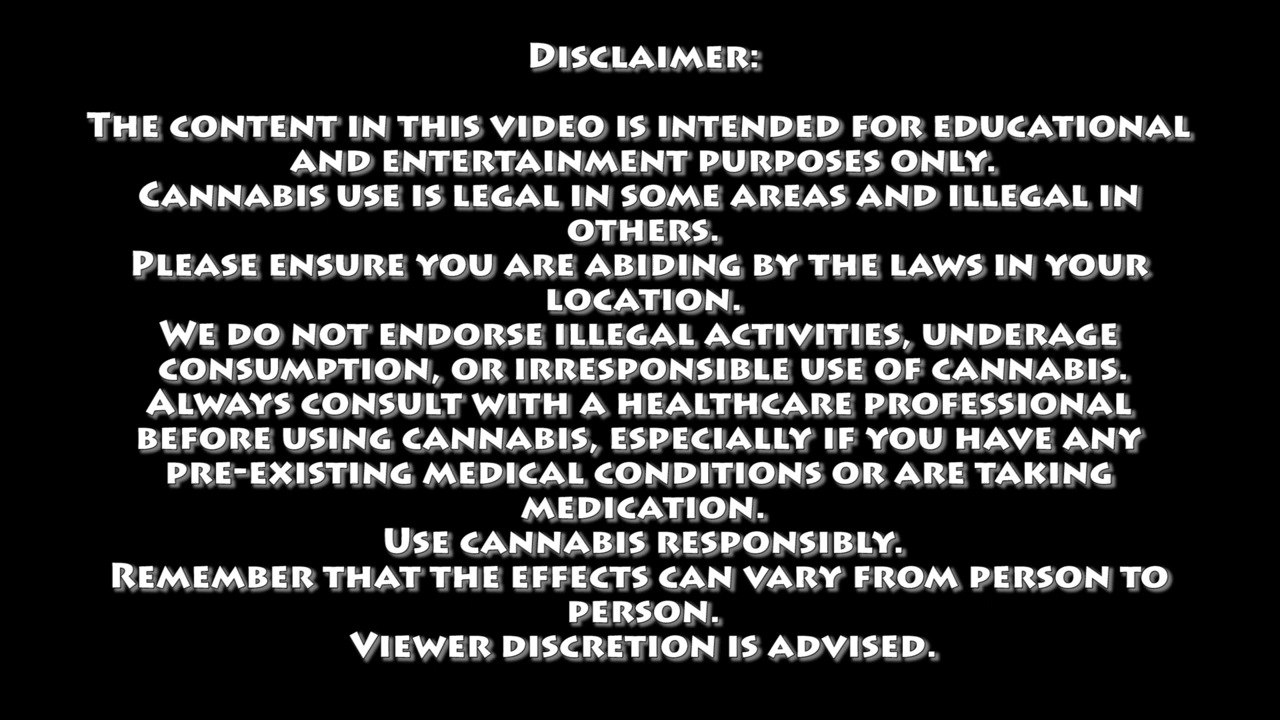 Disclaimer:
The content in this video is intended for educational
and entertainment purposes only.
Cannabis use is legal in some areas and illegal in
others.
Please ensure you are abiding by the laws in your
location.
We do not endorse illegal activities, underage
consumption, or irresponsible use of cannabis.
Always consult with a healthcare professional
before using cannabis, especially if you have any
pre-existing medical conditions or are taking
medication.
Use cannabis responsibly.
Remember that the effects can vary from person to
person.
Viewer discretion is advised.